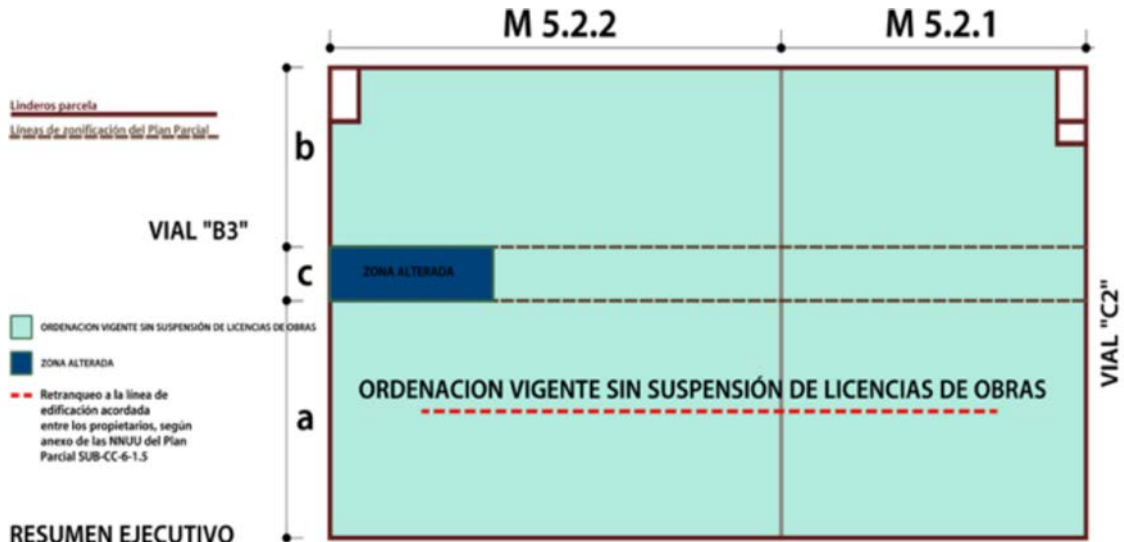 M 5.2.2
M 5.2.1
Linderos parcela
Líneas de zonificación del Plan Parcial
b
VIAL "B3"
c
ZONA ALTERADA
VIAL "C2"
ORDENACION VIGENTE SIN SUSPENSIÓN DE LICENCIAS DE OBRAS
ZONA ALTERADA
ORDENACION VIGENTE SIN SUSPENSIÓN DE LICENCIAS DE OBRAS
Retranqueo a la línea de
edificación acordada
entre los propietarios, según
anexo de las NNUU del Plan
Parcial SUB-CC-6-1.5
a
RESUMEN EJECUTIVO